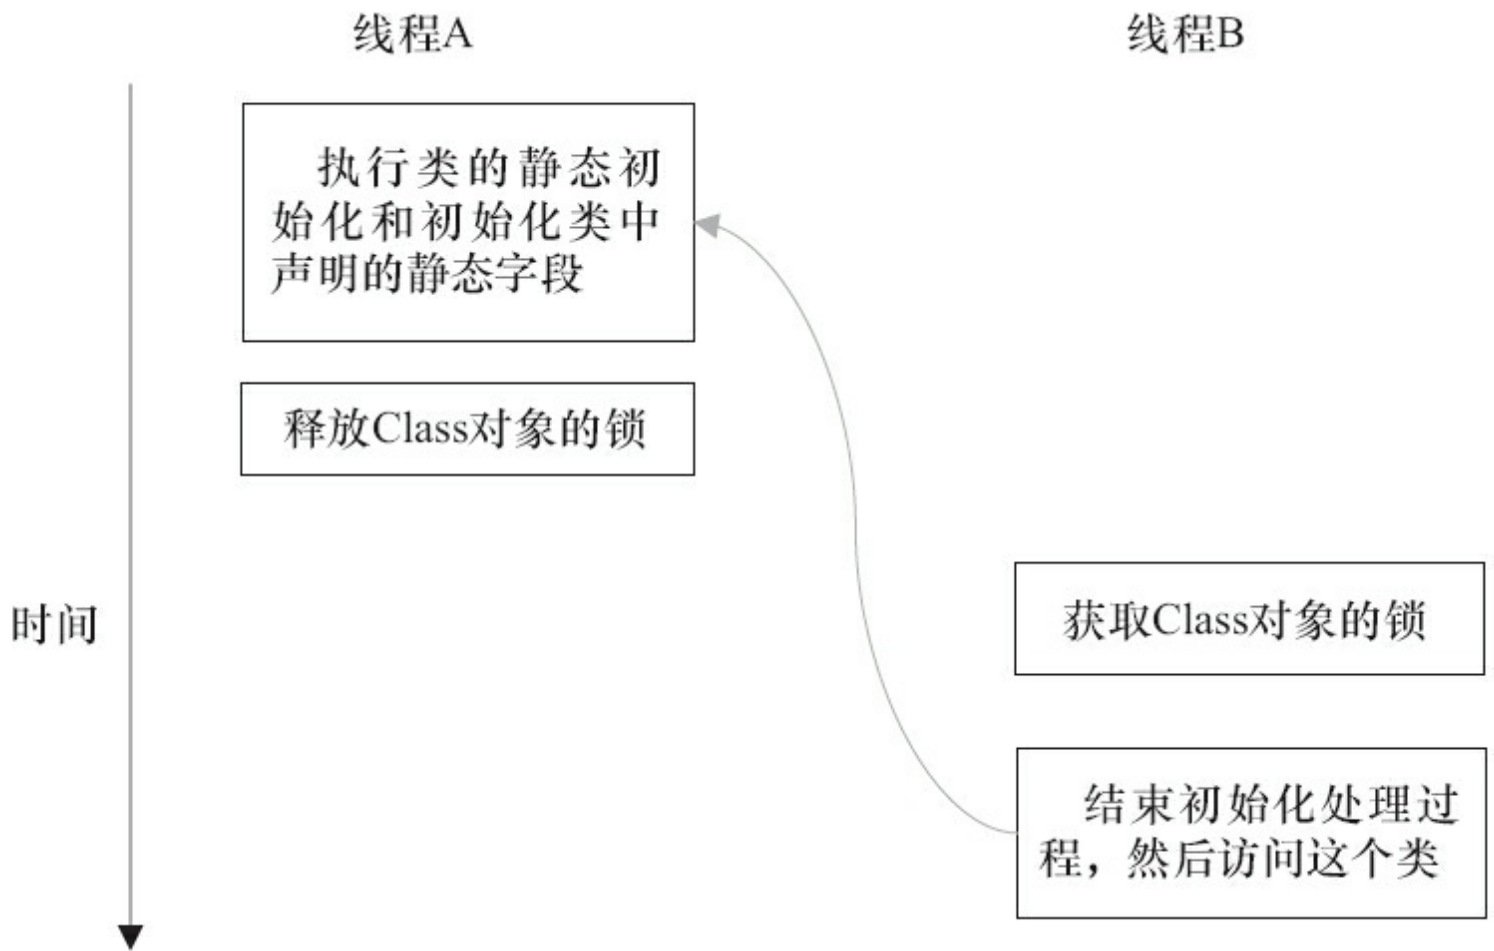 线程A
线程B
执行类的静态初
始化和初始化类中
声明的静态字段
释放Class对象的锁
时间
获取Class对象的锁
结束初始化处理过
程，然后访问这个类